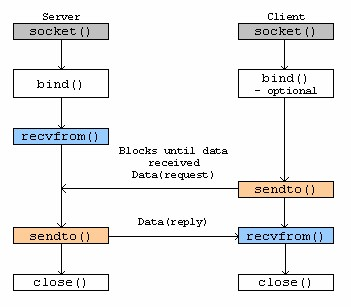 Server
Client
socket()
socket()
bind()
bind()
- optional
recvfrom()
Blocks until data
received
Data(request)
sendto()
sendto()
Data(reply)
recvfrom()
close()
close()